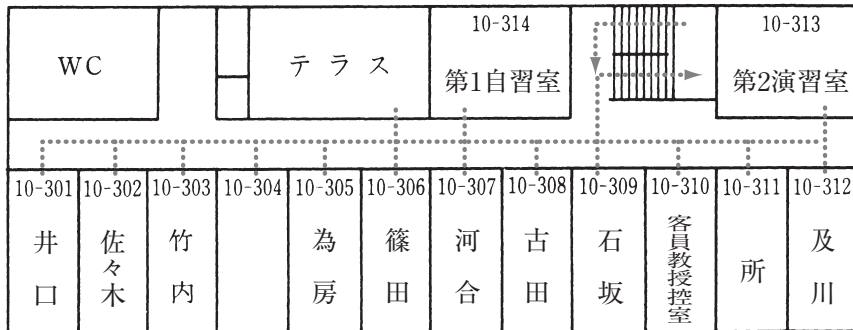 WC
テラス
10-314
第1自習室
10-313
第2演習室
10-301
井口
10-302
佐々木
10-303
竹内
10-304
10-305
為房
10-306
篠田
10-307
河合
10-308
古田
10-309
石坂
10-310
客員教授控室
10-311
所
10-312
及川